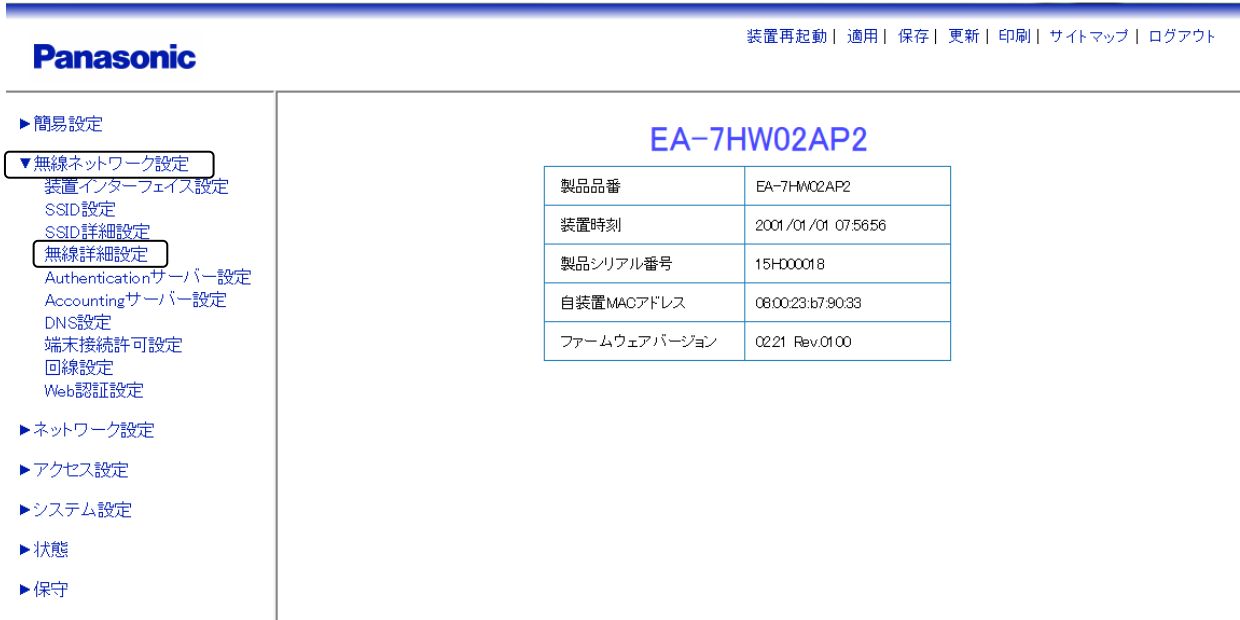 装置再起動 | 適用 | 保存 | 更新 | 印刷 | サイトマップ | ログアウト
Panasonic
►簡易設定
▼無線ネットワーク設定
装置インターフェイス設定
SSID設定
SSID詳細設定
無線詳細設定
Authenticationサーバー設定
Accountingサーバー設定
DNS設定
端末接続許可設定
回線設定
Web認証設定
►ネットワーク設定
►アクセス設定
►システム設定
►状態
►保守
EA-7HW02AP2
製品品番 EA-7HW02AP2
装置時刻 2001/01/01 07:56:56
製品シリアル番号 15H000018
自装置MACアドレス 08:00:23:b7:90:33
ファームウェアバージョン 02.21 Rev.01.00